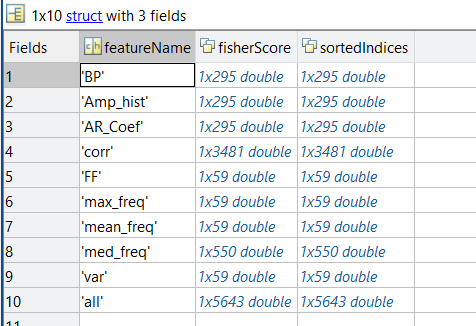 1x10 struct with 3 fields
Fields featureName fisherScore sortedIndices
1 'BP' 1x295 double 1x295 double
2 'Amp_hist' 1x295 double 1x295 double
3 'AR_Coef' 1x295 double 1x295 double
4 'corr' 1x3481 double 1x3481 double
5 'FF' 1x59 double 1x59 double
6 'max_freq' 1x59 double 1x59 double
7 'mean_freq' 1x59 double 1x59 double
8 'med_freq' 1x550 double 1x550 double
9 'var' 1x59 double 1x59 double
10 'all' 1x5643 double 1x5643 double
11